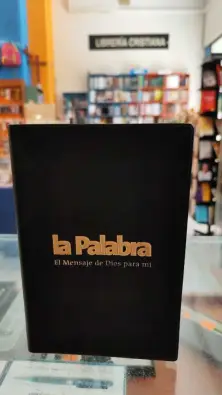 LIBRERÍA CRISTIANA
la Palabra
El Mensaje de Dios para mí